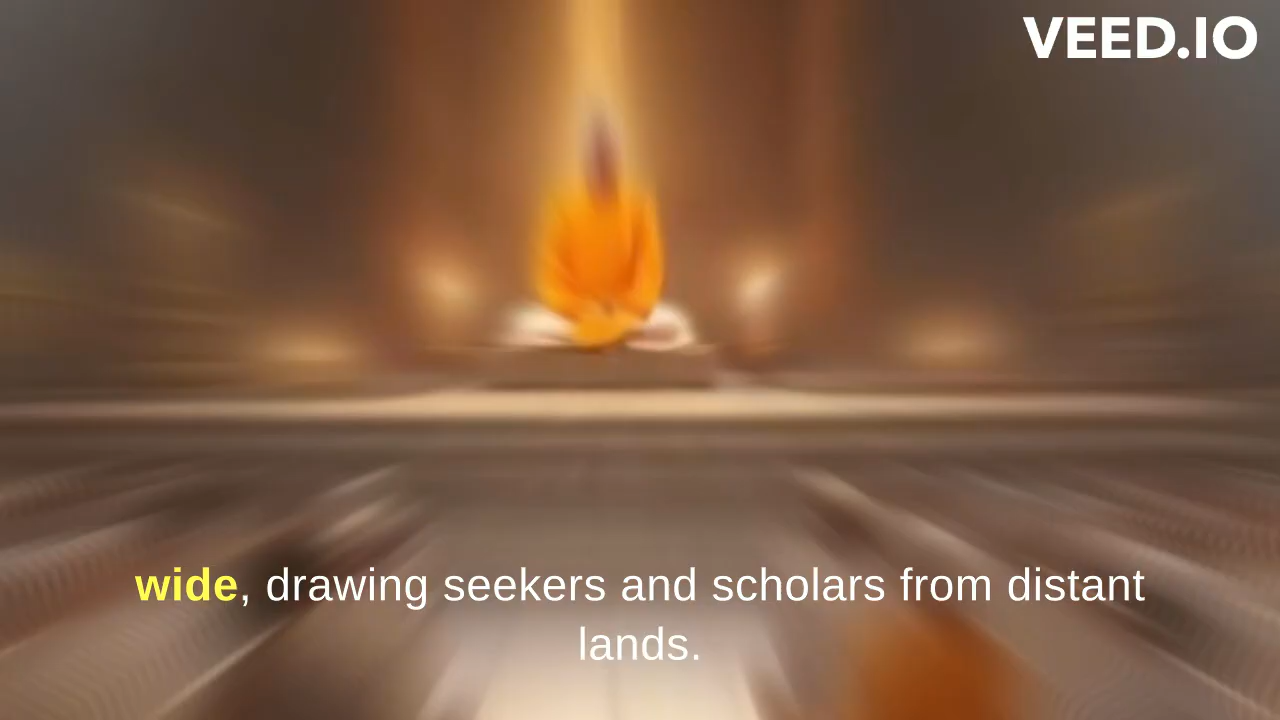 VEED.IO
wide, drawing seekers and scholars from distant
lands.